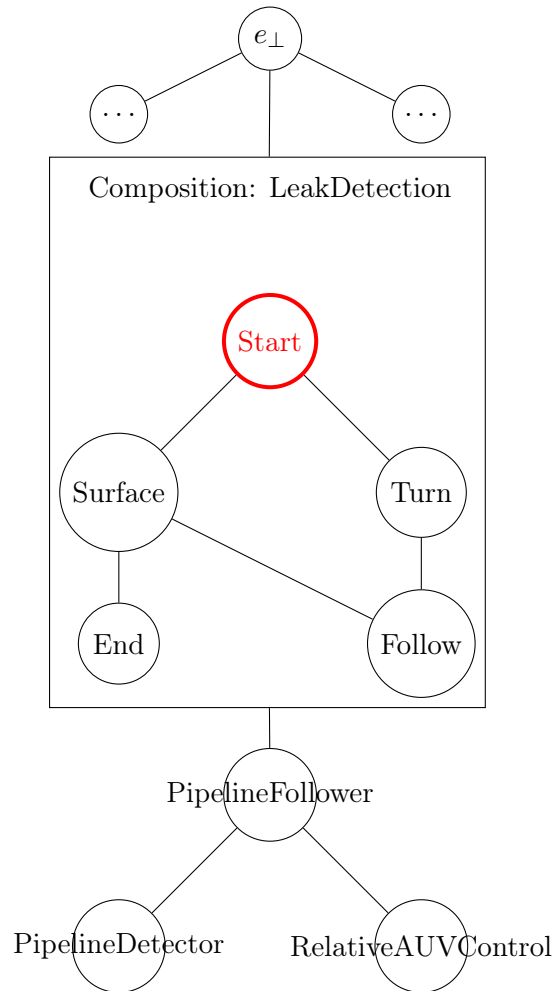 e⊥
··· ···
Composition: LeakDetection
Start
Surface Turn
End Follow
PipelineFollower
PipelineDetector RelativeAUVControl